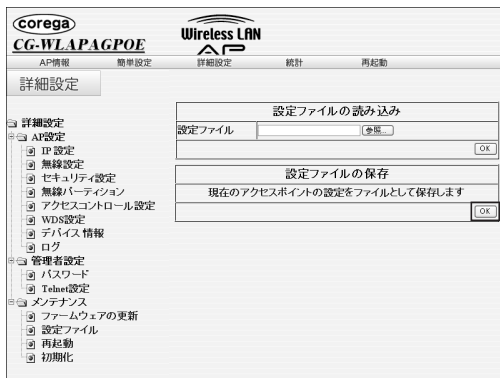 corega
CG-WLAPAGPOE
Wireless LAN
AP
AP情報 簡単設定 詳細設定 統計 再起動
詳細設定
詳細設定
AP設定
IP 設定
無線設定
セキュリティ設定
無線パーティション
アクセスコントロール設定
WDS設定
デバイス 情報
ログ
管理者設定
パスワード
Telnet設定
メンテナンス
ファームウェアの更新
設定ファイル
再起動
初期化
設定ファイルの読み込み
設定ファイル 参照...
OK
設定ファイルの保存
現在のアクセスポイントの設定をファイルとして保存します
OK